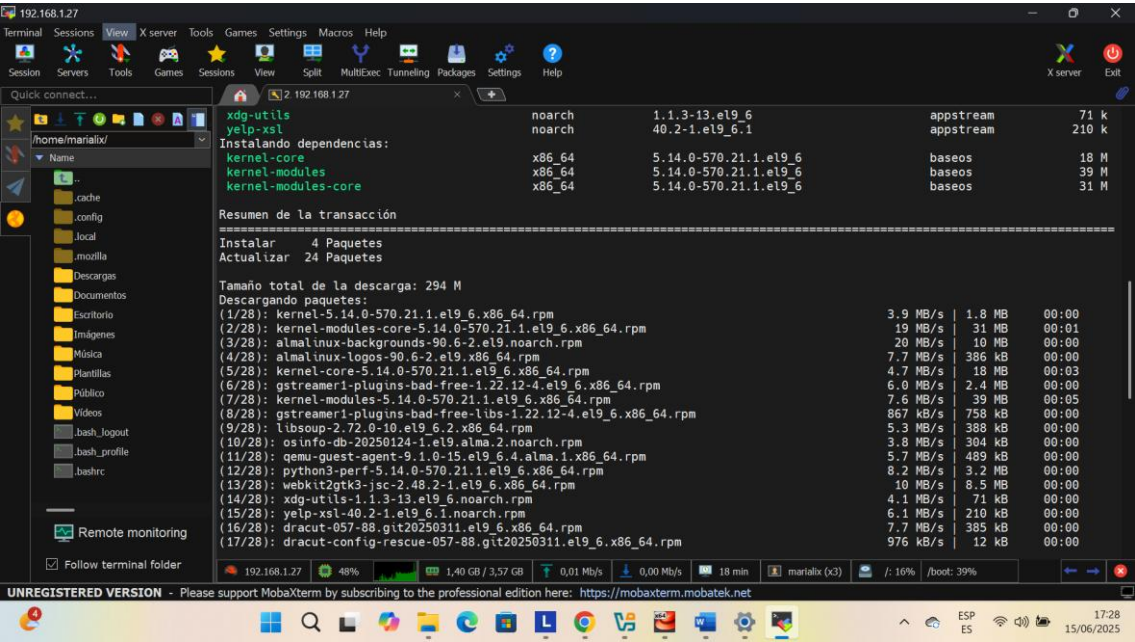 192.168.1.27
Terminal Sessions View X server Tools Games Settings Macros Help
Session Servers Tools Games Sessions View Split MultiExec Tunneling Packages Settings Help X server Exit
Quick connect...
2. 192.168.1.27
/home/marialix/
Name
..
.cache
.config
.local
.mozilla
Descargas
Documentos
Escritorio
Imágenes
Música
Plantillas
Público
Vídeos
.bash_logout
.bash_profile
.bashrc
Remote monitoring
Follow terminal folder
xdg-utils noarch 1.1.3-13.el9_6 appstream 71 k
yelp-xsl noarch 40.2-1.el9_6.1 appstream 210 k
Instalando dependencias:
kernel-core x86_64 5.14.0-570.21.1.el9_6 baseos 18 M
kernel-modules x86_64 5.14.0-570.21.1.el9_6 baseos 39 M
kernel-modules-core x86_64 5.14.0-570.21.1.el9_6 baseos 31 M
Resumen de la transacción
Instalar 4 Paquetes
Actualizar 24 Paquetes
Tamaño total de la descarga: 294 M
Descargando paquetes:
(1/28): kernel-5.14.0-570.21.1.el9_6.x86_64.rpm 3.9 MB/s | 1.8 MB 00:00
(2/28): kernel-modules-core-5.14.0-570.21.1.el9_6.x86_64.rpm 19 MB/s | 31 MB 00:01
(3/28): almalinux-backgrounds-90.6-2.el9.noarch.rpm 20 MB/s | 10 MB 00:00
(4/28): almalinux-logos-90.6-2.el9.x86_64.rpm 7.7 MB/s | 386 kB 00:00
(5/28): kernel-core-5.14.0-570.21.1.el9_6.x86_64.rpm 4.7 MB/s | 18 MB 00:03
(6/28): gstreamer1-plugins-bad-free-1.22.12-4.el9_6.x86_64.rpm 6.0 MB/s | 2.4 MB 00:00
(7/28): kernel-modules-5.14.0-570.21.1.el9_6.x86_64.rpm 7.6 MB/s | 39 MB 00:05
(8/28): gstreamer1-plugins-bad-free-libs-1.22.12-4.el9_6.x86_64.rpm 867 kB/s | 758 kB 00:00
(9/28): libsoup-2.72.0-10.el9_6.2.x86_64.rpm 5.3 MB/s | 388 kB 00:00
(10/28): osinfo-db-20250124-1.el9.alma.2.noarch.rpm 3.8 MB/s | 304 kB 00:00
(11/28): qemu-guest-agent-9.1.0-15.el9_6.4.alma.1.x86_64.rpm 5.7 MB/s | 489 kB 00:00
(12/28): python3-perf-5.14.0-570.21.1.el9_6.x86_64.rpm 8.2 MB/s | 3.2 MB 00:00
(13/28): webkit2gtk3-jsc-2.48.2-1.el9_6.x86_64.rpm 10 MB/s | 8.5 MB 00:00
(14/28): xdg-utils-1.1.3-13.el9_6.noarch.rpm 4.1 MB/s | 71 kB 00:00
(15/28): yelp-xsl-40.2-1.el9_6.1.noarch.rpm 6.1 MB/s | 210 kB 00:00
(16/28): dracut-057-88.git20250311.el9_6.x86_64.rpm 7.7 MB/s | 385 kB 00:00
(17/28): dracut-config-rescue-057-88.git20250311.el9_6.x86_64.rpm 976 kB/s | 12 kB 00:00
192.168.1.27 48% 1,40 GB / 3,57 GB 0,01 Mb/s 0,00 Mb/s 18 min marialix (x3) /: 16% /boot: 39%
UNREGISTERED VERSION - Please support MobaXterm by subscribing to the professional edition here: https://mobaxterm.mobatek.net
ESP
ES
17:28
15/06/2025